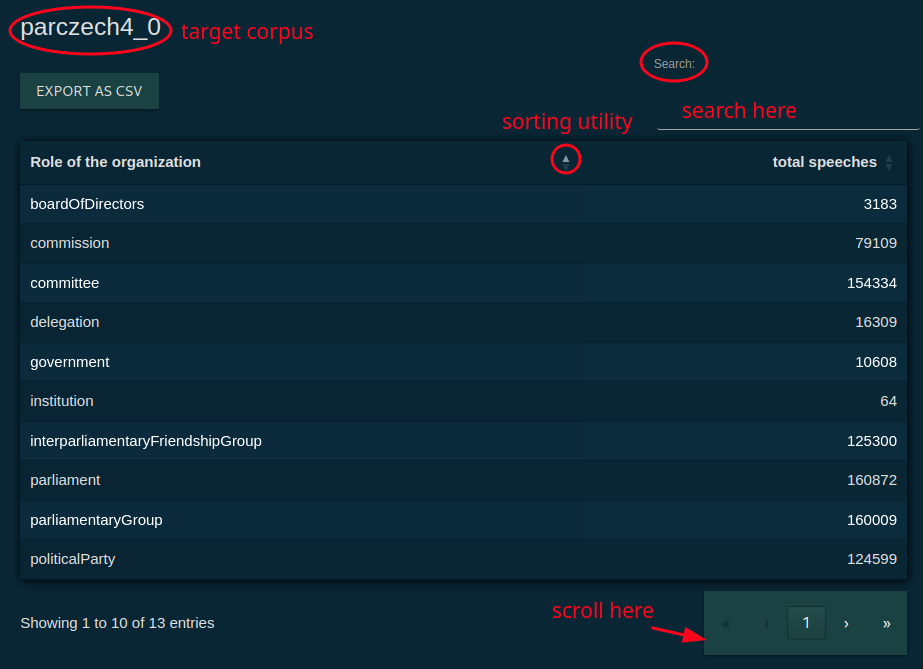 parczech4_0 target corpus
Search:
EXPORT AS CSV
search here
sorting utility
Role of the organization total speeches
boardOfDirectors 3183
commission 79109
committee 154334
delegation 16309
government 10608
institution 64
interparliamentaryFriendshipGroup 125300
parliament 160872
parliamentaryGroup 160009
politicalParty 124599
scroll here
Showing 1 to 10 of 13 entries « ‹ 1 › »